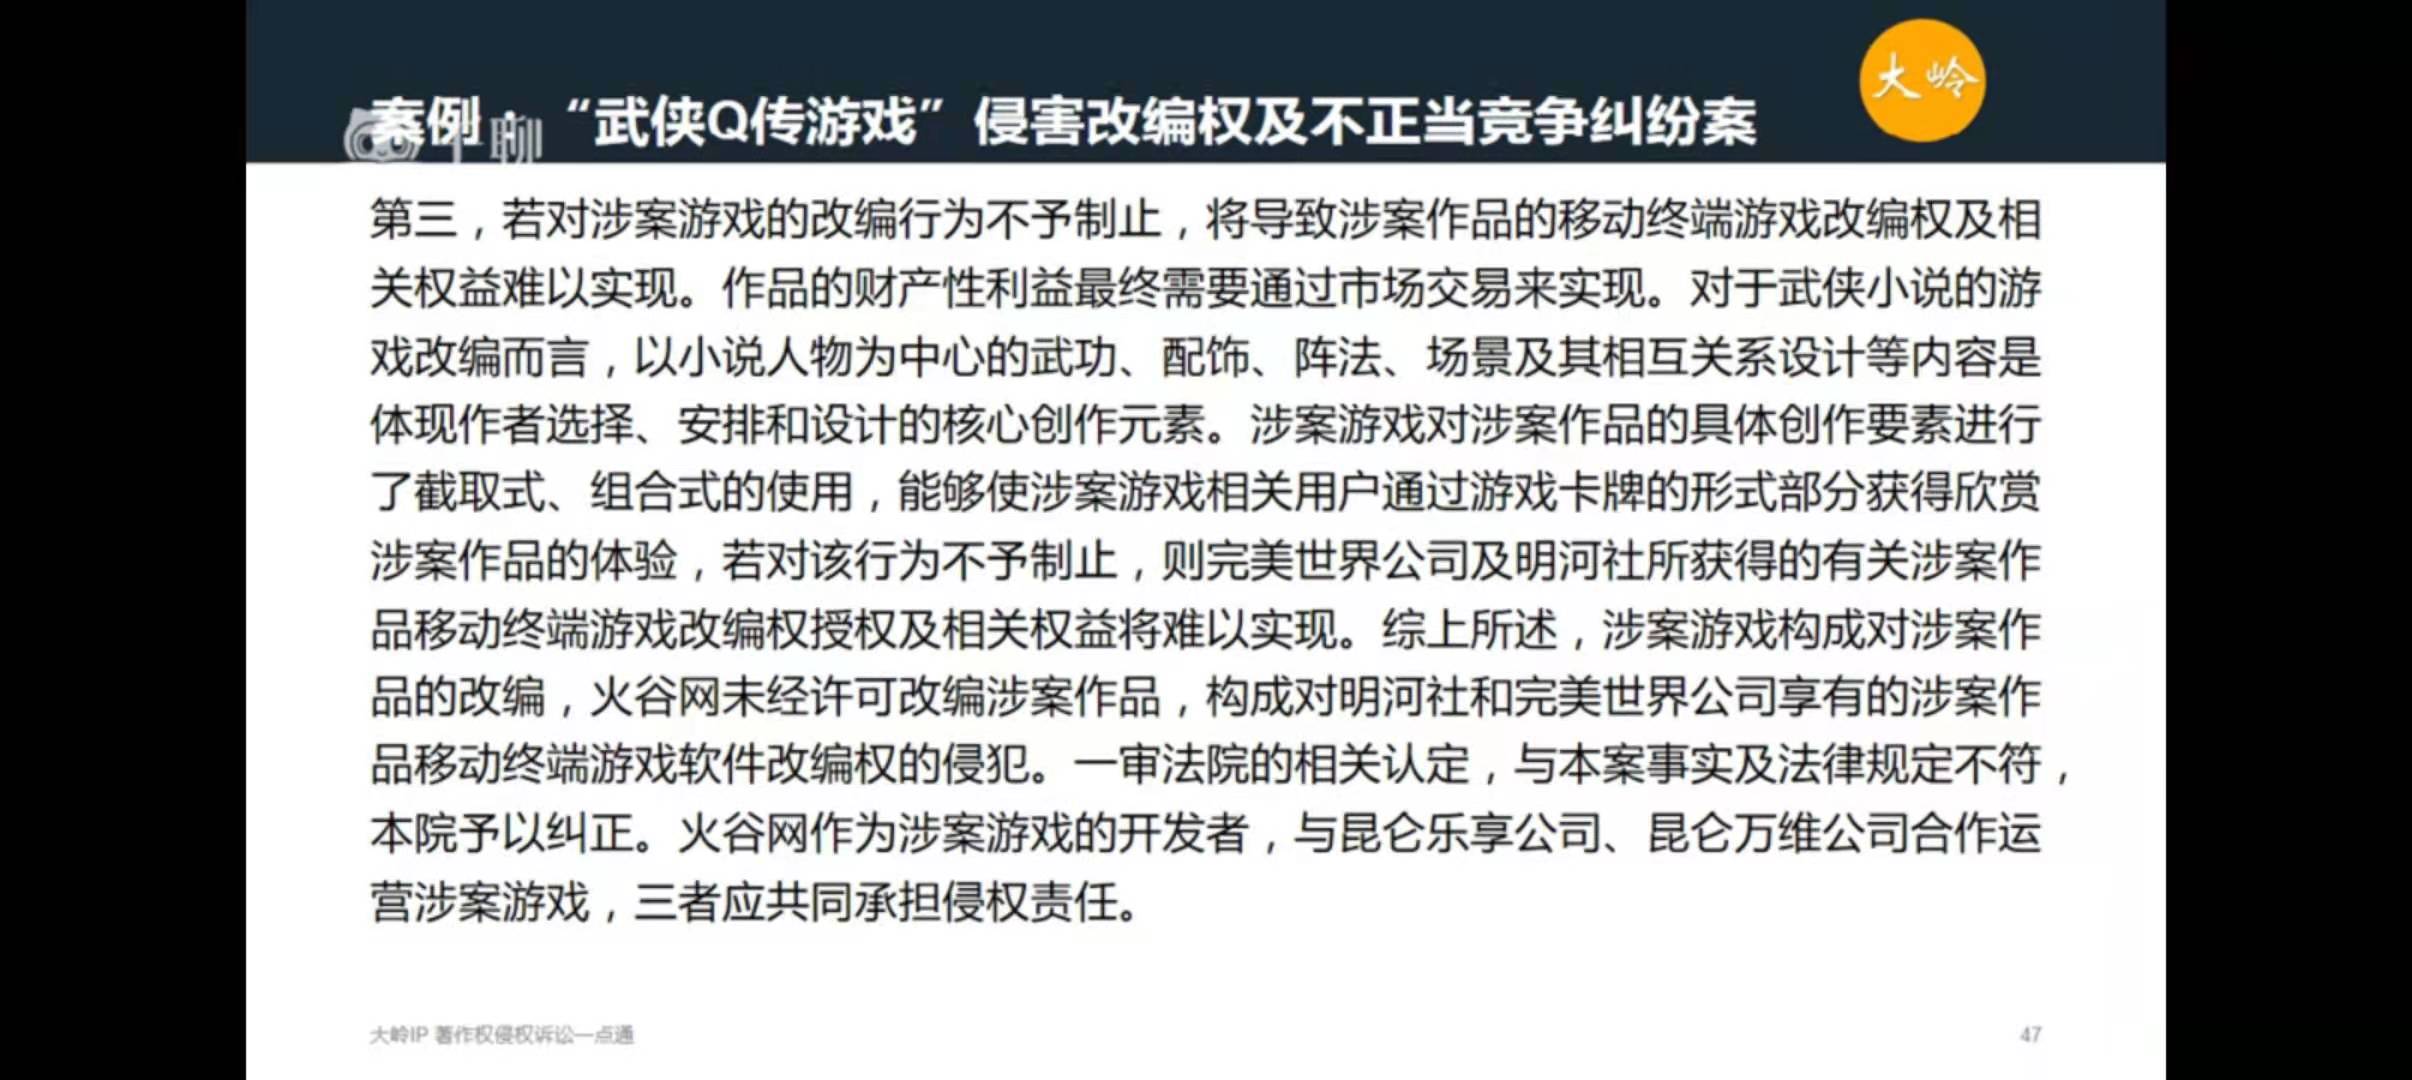 大岭
案例：“武侠Q传游戏”侵害改编权及不正当竞争纠纷案
第三，若对涉案游戏的改编行为不予制止，将导致涉案作品的移动终端游戏改编权及相
关权益难以实现。作品的财产性利益最终需要通过市场交易来实现。对于武侠小说的游
戏改编而言，以小说人物为中心的武功、配饰、阵法、场景及其相互关系设计等内容是
体现作者选择、安排和设计的核心创作元素。涉案游戏对涉案作品的具体创作要素进行
了截取式、组合式的使用，能够使涉案游戏相关用户通过游戏卡牌的形式部分获得欣赏
涉案作品的体验，若对该行为不予制止，则完美世界公司及明河社所获得的有关涉案作
品移动终端游戏改编权授权及相关权益将难以实现。综上所述，涉案游戏构成对涉案作
品的改编，火谷网未经许可改编涉案作品，构成对明河社和完美世界公司享有的涉案作
品移动终端游戏软件改编权的侵犯。一审法院的相关认定，与本案事实及法律规定不符，
本院予以纠正。火谷网作为涉案游戏的开发者，与昆仑乐享公司、昆仑万维公司合作运
营涉案游戏，三者应共同承担侵权责任。
大岭IP 著作权侵权诉讼一点通
47